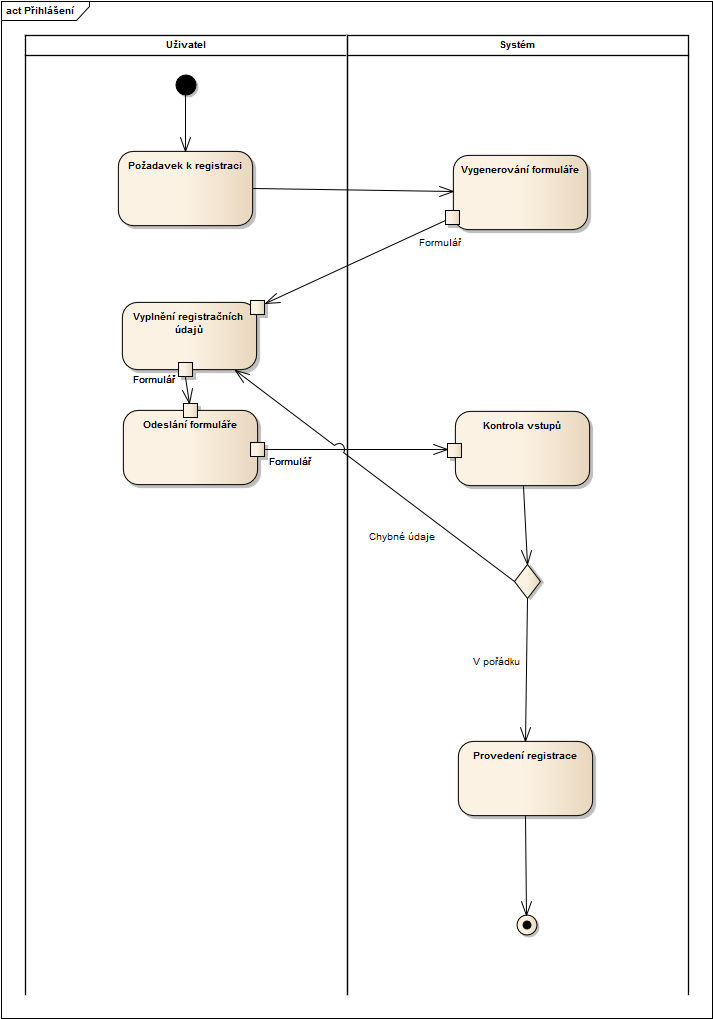 act Přihlášení
Uživatel
Systém
Požadavek k registraci
Vygenerování formuláře
Formulář
Vyplnění registračních
údajů
Formulář
Odeslání formuláře
Kontrola vstupů
Formulář
Chybné údaje
V pořádku
Provedení registrace